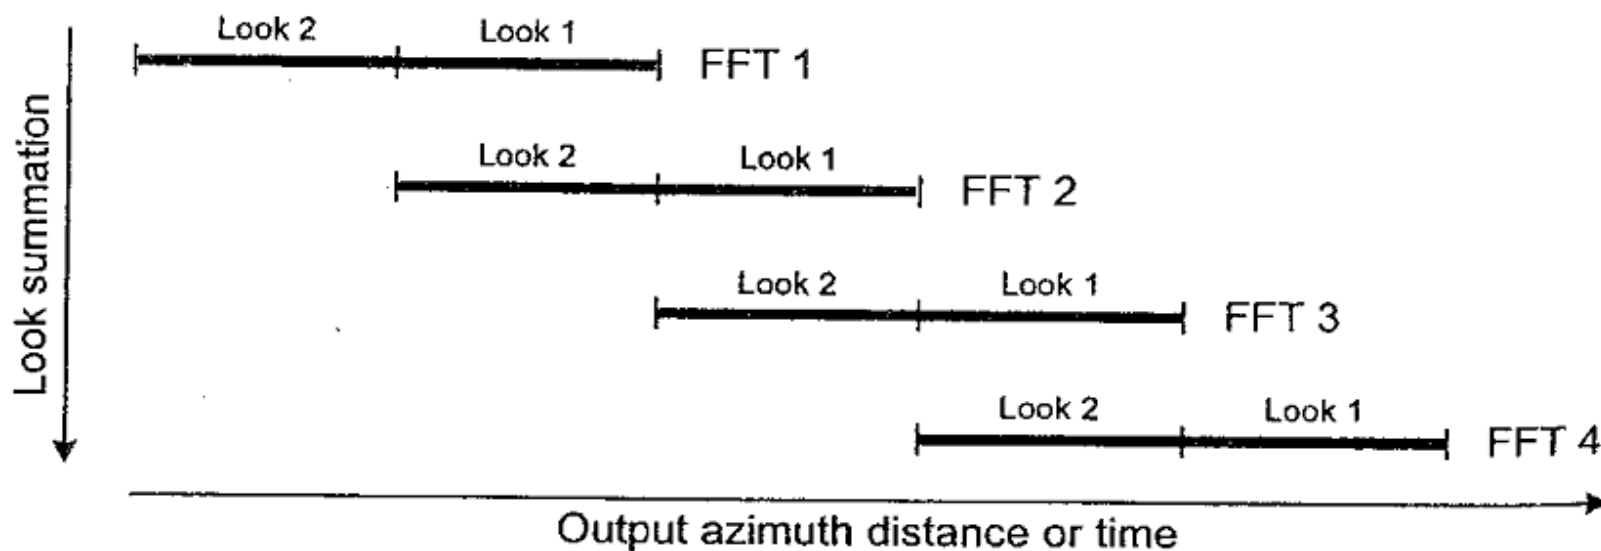 Look summation
Look 2 Look 1 FFT 1
Look 2 Look 1 FFT 2
Look 2 Look 1 FFT 3
Look 2 Look 1 FFT 4
Output azimuth distance or time